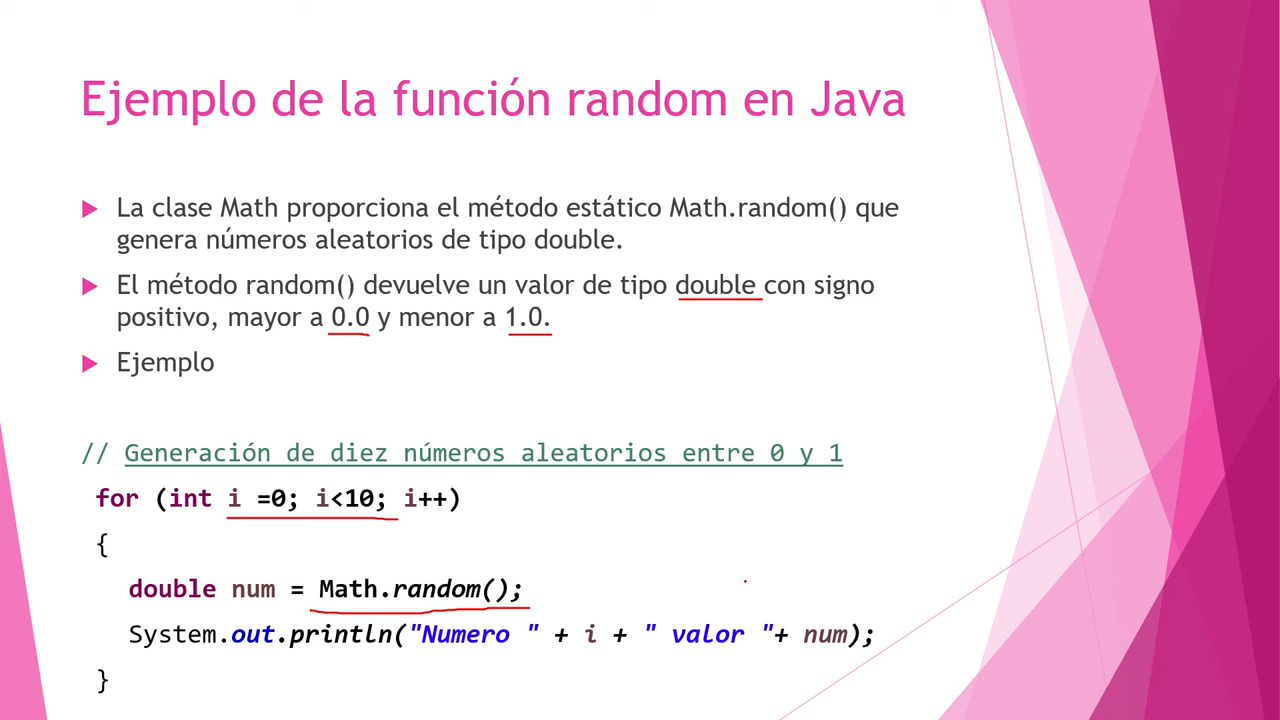 Ejemplo de la función random en Java
La clase Math proporciona el método estático Math.random() que
genera números aleatorios de tipo double.
El método random() devuelve un valor de tipo double con signo
positivo, mayor a 0.0 y menor a 1.0.
Ejemplo
// Generación de diez números aleatorios entre 0 y 1
for (int i =0; i<10; i++)
{
double num = Math.random();
System.out.println("Numero " + i + " valor "+ num);
}